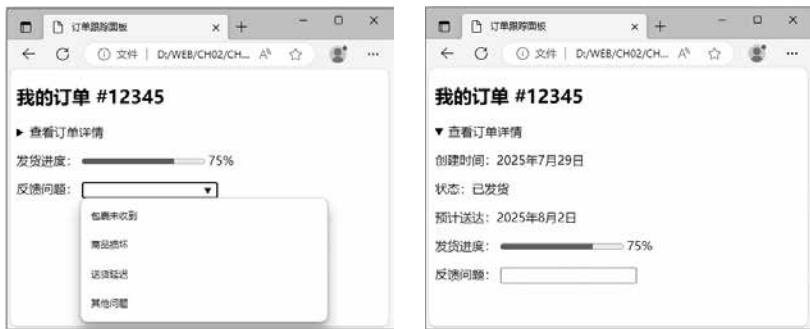 订单跟踪面板
文件 | D:/WEB/CH02/CH...
我的订单 #12345
▶ 查看订单详情
发货进度： 75%
反馈问题：
包裹未收到
商品损坏
送货延迟
其他问题
订单跟踪面板
文件 | D:/WEB/CH02/CH...
我的订单 #12345
▼ 查看订单详情
创建时间：2025年7月29日
状态：已发货
预计送达：2025年8月2日
发货进度： 75%
反馈问题：